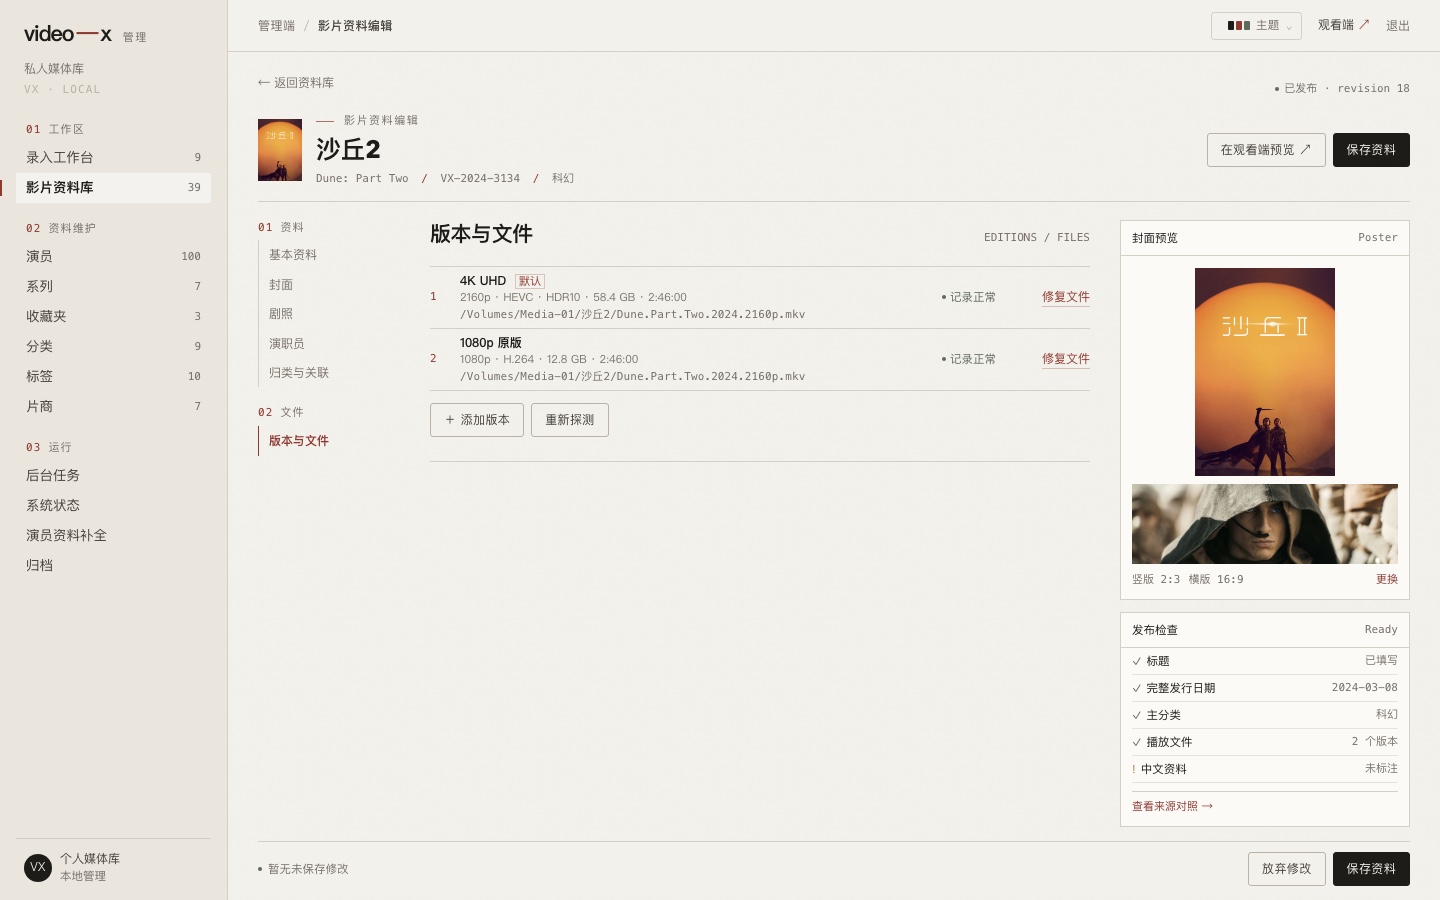 video—x 管理
私人媒体库
VX · LOCAL
01 工作区
录入工作台 9
影片资料库 39
02 资料维护
演员 100
系列 7
收藏夹 3
分类 9
标签 10
片商 7
03 运行
后台任务
系统状态
演员资料补全
归档
VX
个人媒体库
本地管理
管理端 / 影片资料编辑
主题
观看端 ↗
退出
← 返回资料库
• 已发布 · revision 18
影片资料编辑
沙丘2
Dune: Part Two / VX-2024-3134 / 科幻
在观看端预览 ↗
保存资料
01 资料
基本资料
封面
剧照
演职员
归类与关联
02 文件
版本与文件
版本与文件
EDITIONS / FILES
1
4K UHD 默认
2160p · HEVC · HDR10 · 58.4 GB · 2:46:00
/Volumes/Media-01/沙丘2/Dune.Part.Two.2024.2160p.mkv
• 记录正常
修复文件
2
1080p 原版
1080p · H.264 · 12.8 GB · 2:46:00
/Volumes/Media-01/沙丘2/Dune.Part.Two.2024.2160p.mkv
• 记录正常
修复文件
+ 添加版本
重新探测
封面预览 Poster
沙丘 II
竖版 2:3 横版 16:9 更换
发布检查 Ready
✓ 标题 已填写
✓ 完整发行日期 2024-03-08
✓ 主分类 科幻
✓ 播放文件 2 个版本
! 中文资料 未标注
查看来源对照 →
• 暂无未保存修改
放弃修改
保存资料